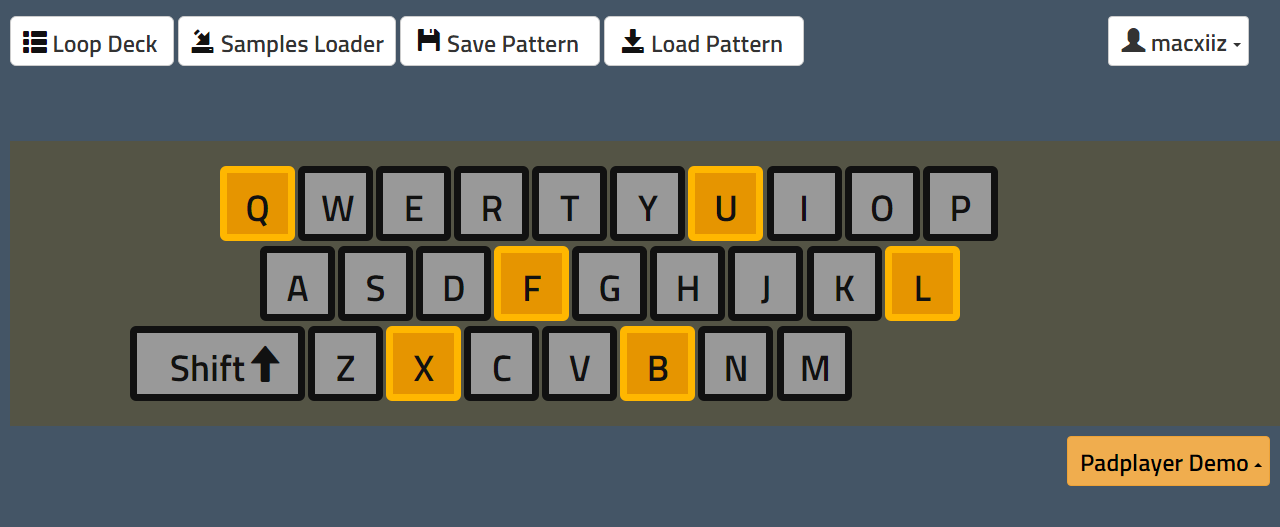 Loop Deck Samples Loader Save Pattern Load Pattern macxiiz
Q W E R T Y U I O P
A S D F G H J K L
Shift Z X C V B N M
Padplayer Demo